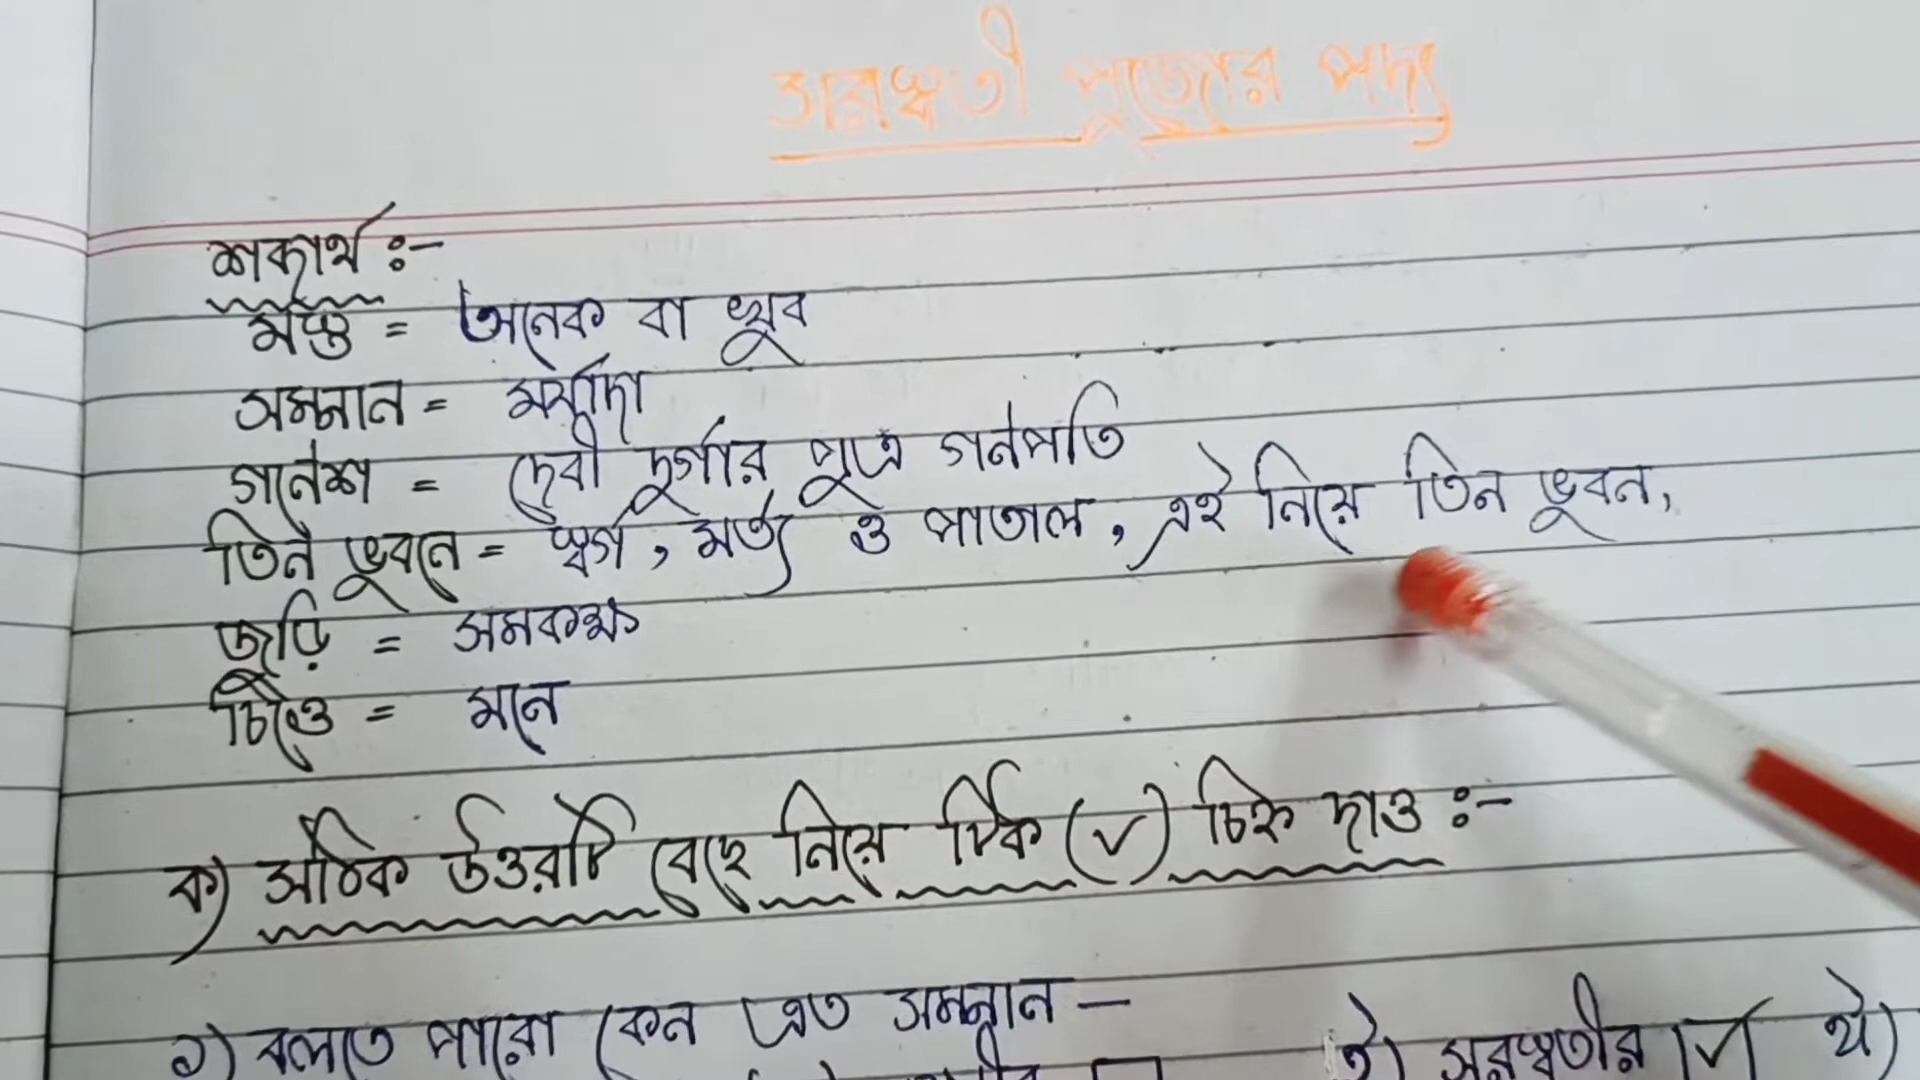 সরস্বতী পুজোর পদ্য
শব্দার্থ :-
মস্ত = অনেক বা খুব
সম্মান = মর্যাদা
গনেশ = দেবী দুর্গার পুত্র গনপতি
তিন ভুবনে = স্বর্গ, মর্ত্য ও পাতাল, এই নিয়ে তিন ভুবন,
জুড়ি = সমকক্ষ
চিত্তে = মনে
ক) সঠিক উত্তরটি বেছে নিয়ে টিক (√) চিহ্ন দাও :-
১) বলতে পারো কেন এত সম্মান —
ই) সরস্বতীর √ থে)